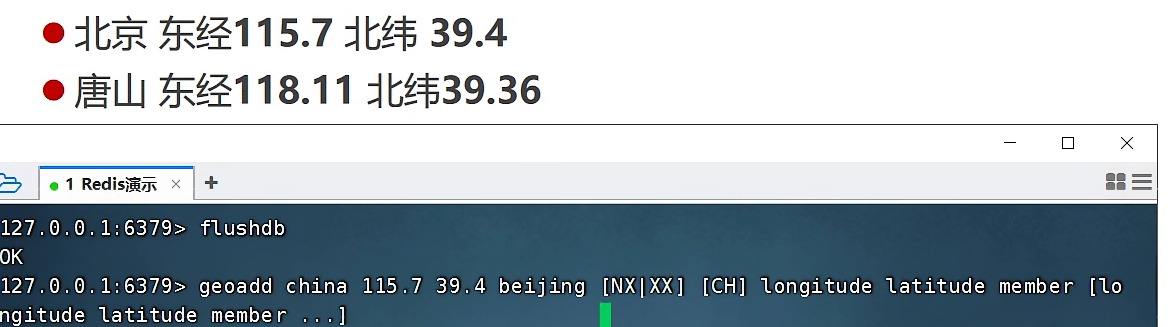 北京 东经115.7 北纬 39.4
唐山 东经118.11 北纬39.36
1 Redis演示
127.0.0.1:6379> flushdb
OK
127.0.0.1:6379> geoadd china 115.7 39.4 beijing [NX|XX] [CH] longitude latitude member [lo
ngitude latitude member ...]